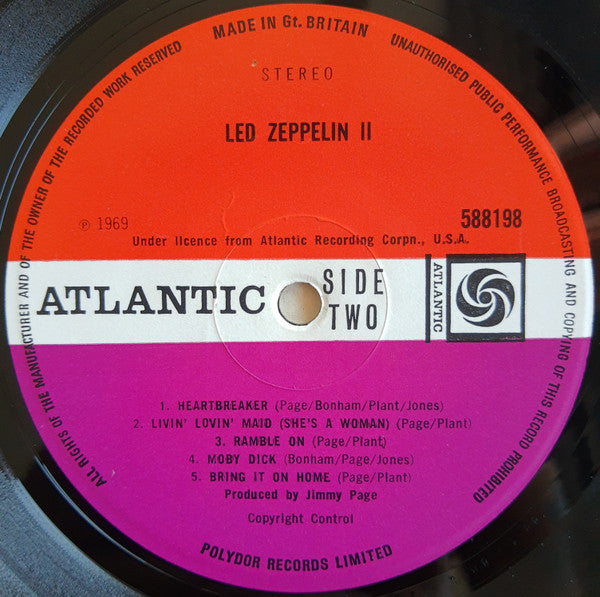 MADE IN Gt. BRITAIN
UNAUTHORISED PUBLIC PERFORMANCE BROADCASTING AND COPYING OF THIS RECORD PROHIBITED
ALL RIGHTS OF THE MANUFACTURER AND OF THE OWNER OF THE RECORDED WORK RESERVED
STEREO
LED ZEPPELIN II
℗ 1969
588198
Under licence from Atlantic Recording Corpn., U.S.A.
ATLANTIC
SIDE
TWO
ATLANTIC
1. HEARTBREAKER (Page/Bonham/Plant/Jones)
2. LIVIN' LOVIN' MAID (SHE'S A WOMAN) (Page/Plant)
3. RAMBLE ON (Page/Plant)
4. MOBY DICK (Bonham/Page/Jones)
5. BRING IT ON HOME (Page/Plant)
Produced by Jimmy Page
Copyright Control
POLYDOR RECORDS LIMITED